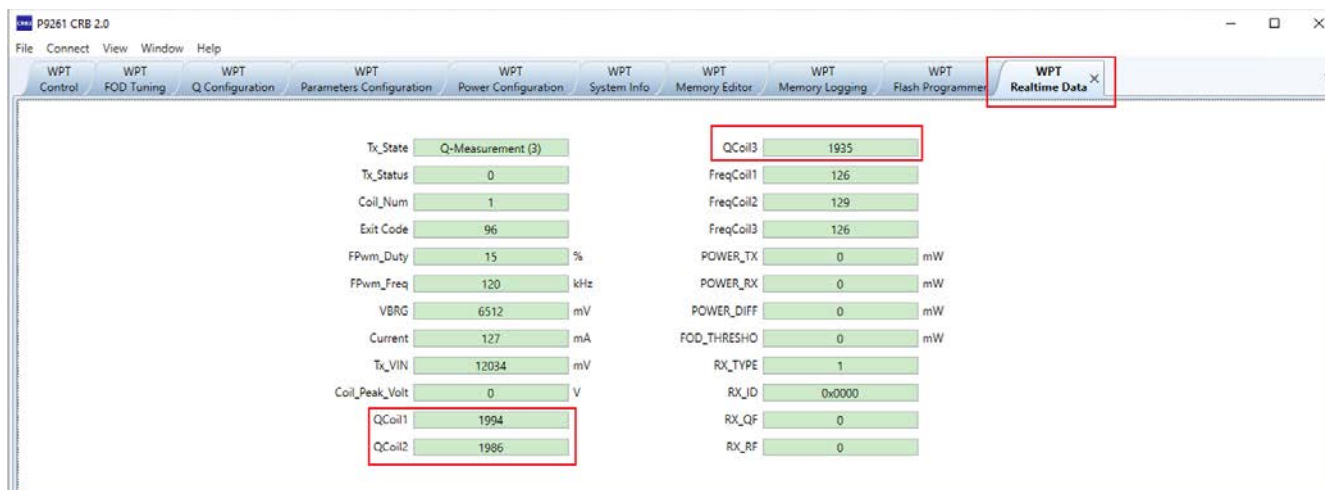 P9261 CRB 2.0
File Connect View Window Help
WPT Control
WPT FOD Tuning
WPT Q Configuration
WPT Parameters Configuration
WPT Power Configuration
WPT System Info
WPT Memory Editor
WPT Memory Logging
WPT Flash Programmer
WPT Realtime Data
Tx_State Q-Measurement (3)
Tx_Status 0
Coil_Num 1
Exit Code 96
FPwm_Duty 15 %
FPwm_Freq 120 kHz
VBRG 6512 mV
Current 127 mA
Tx_VIN 12034 mV
Coil_Peak_Volt 0 V
QCoil1 1994
QCoil2 1986
QCoil3 1935
FreqCoil1 126
FreqCoil2 129
FreqCoil3 126
POWER_TX 0 mW
POWER_RX 0 mW
POWER_DIFF 0 mW
FOD_THRESHO 0 mW
RX_TYPE 1
RX_ID 0x0000
RX_QF 0
RX_RF 0